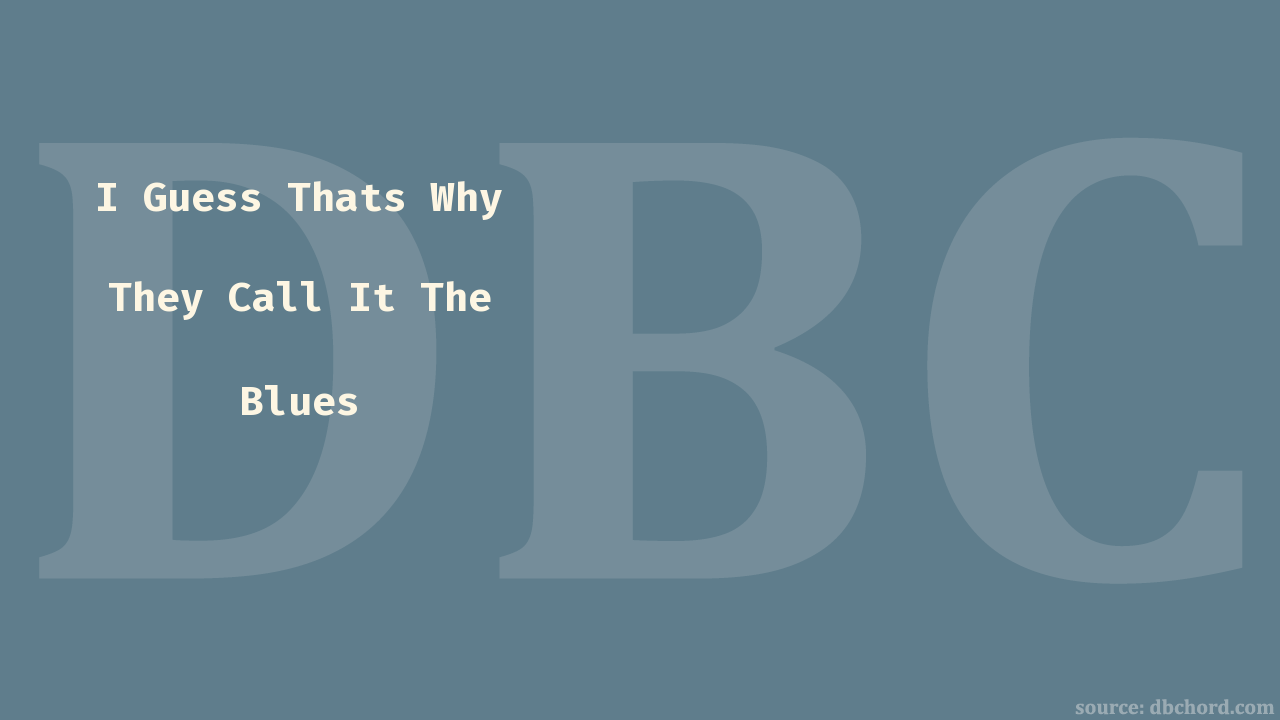 DBC
I Guess Thats Why
They Call It The
Blues
source: dbchord.com